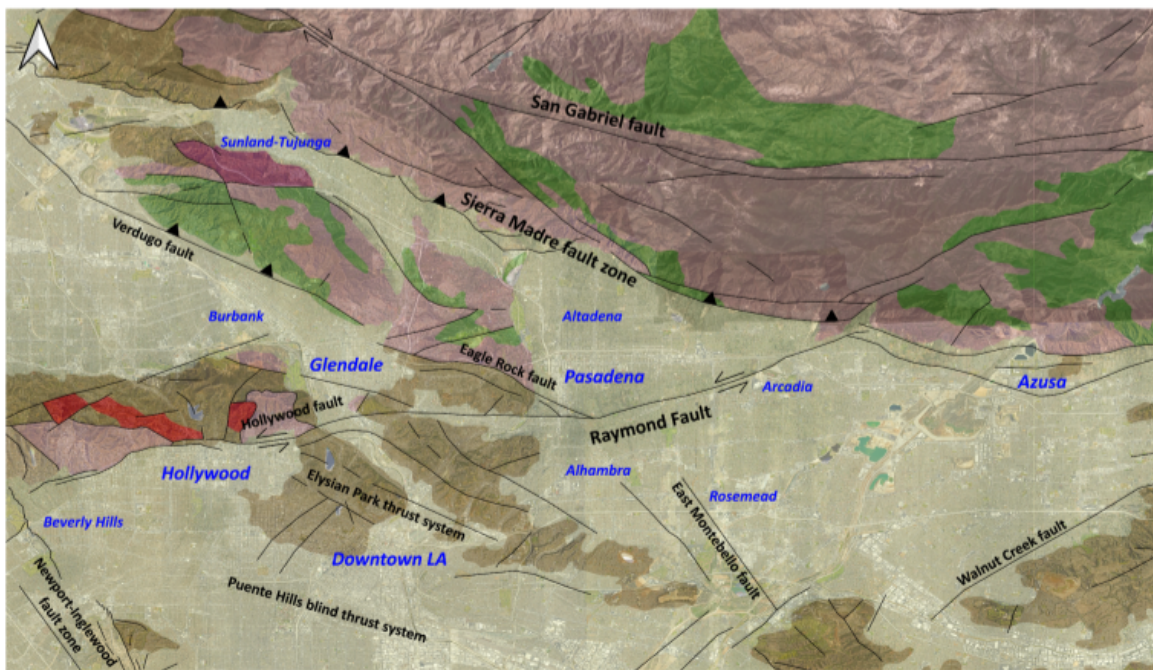 San Gabriel fault
Sunland-Tujunga
Sierra Madre fault zone
Verdugo fault
Burbank
Altadena
Glendale
Eagle Rock fault
Pasadena
Arcadia
Azusa
Hollywood fault
Raymond Fault
Hollywood
Alhambra
Elysian Park thrust system
East Montebello fault
Rosemead
Beverly Hills
Downtown LA
Walnut Creek fault
Puente Hills blind thrust system
Newport-Inglewood
fault zone